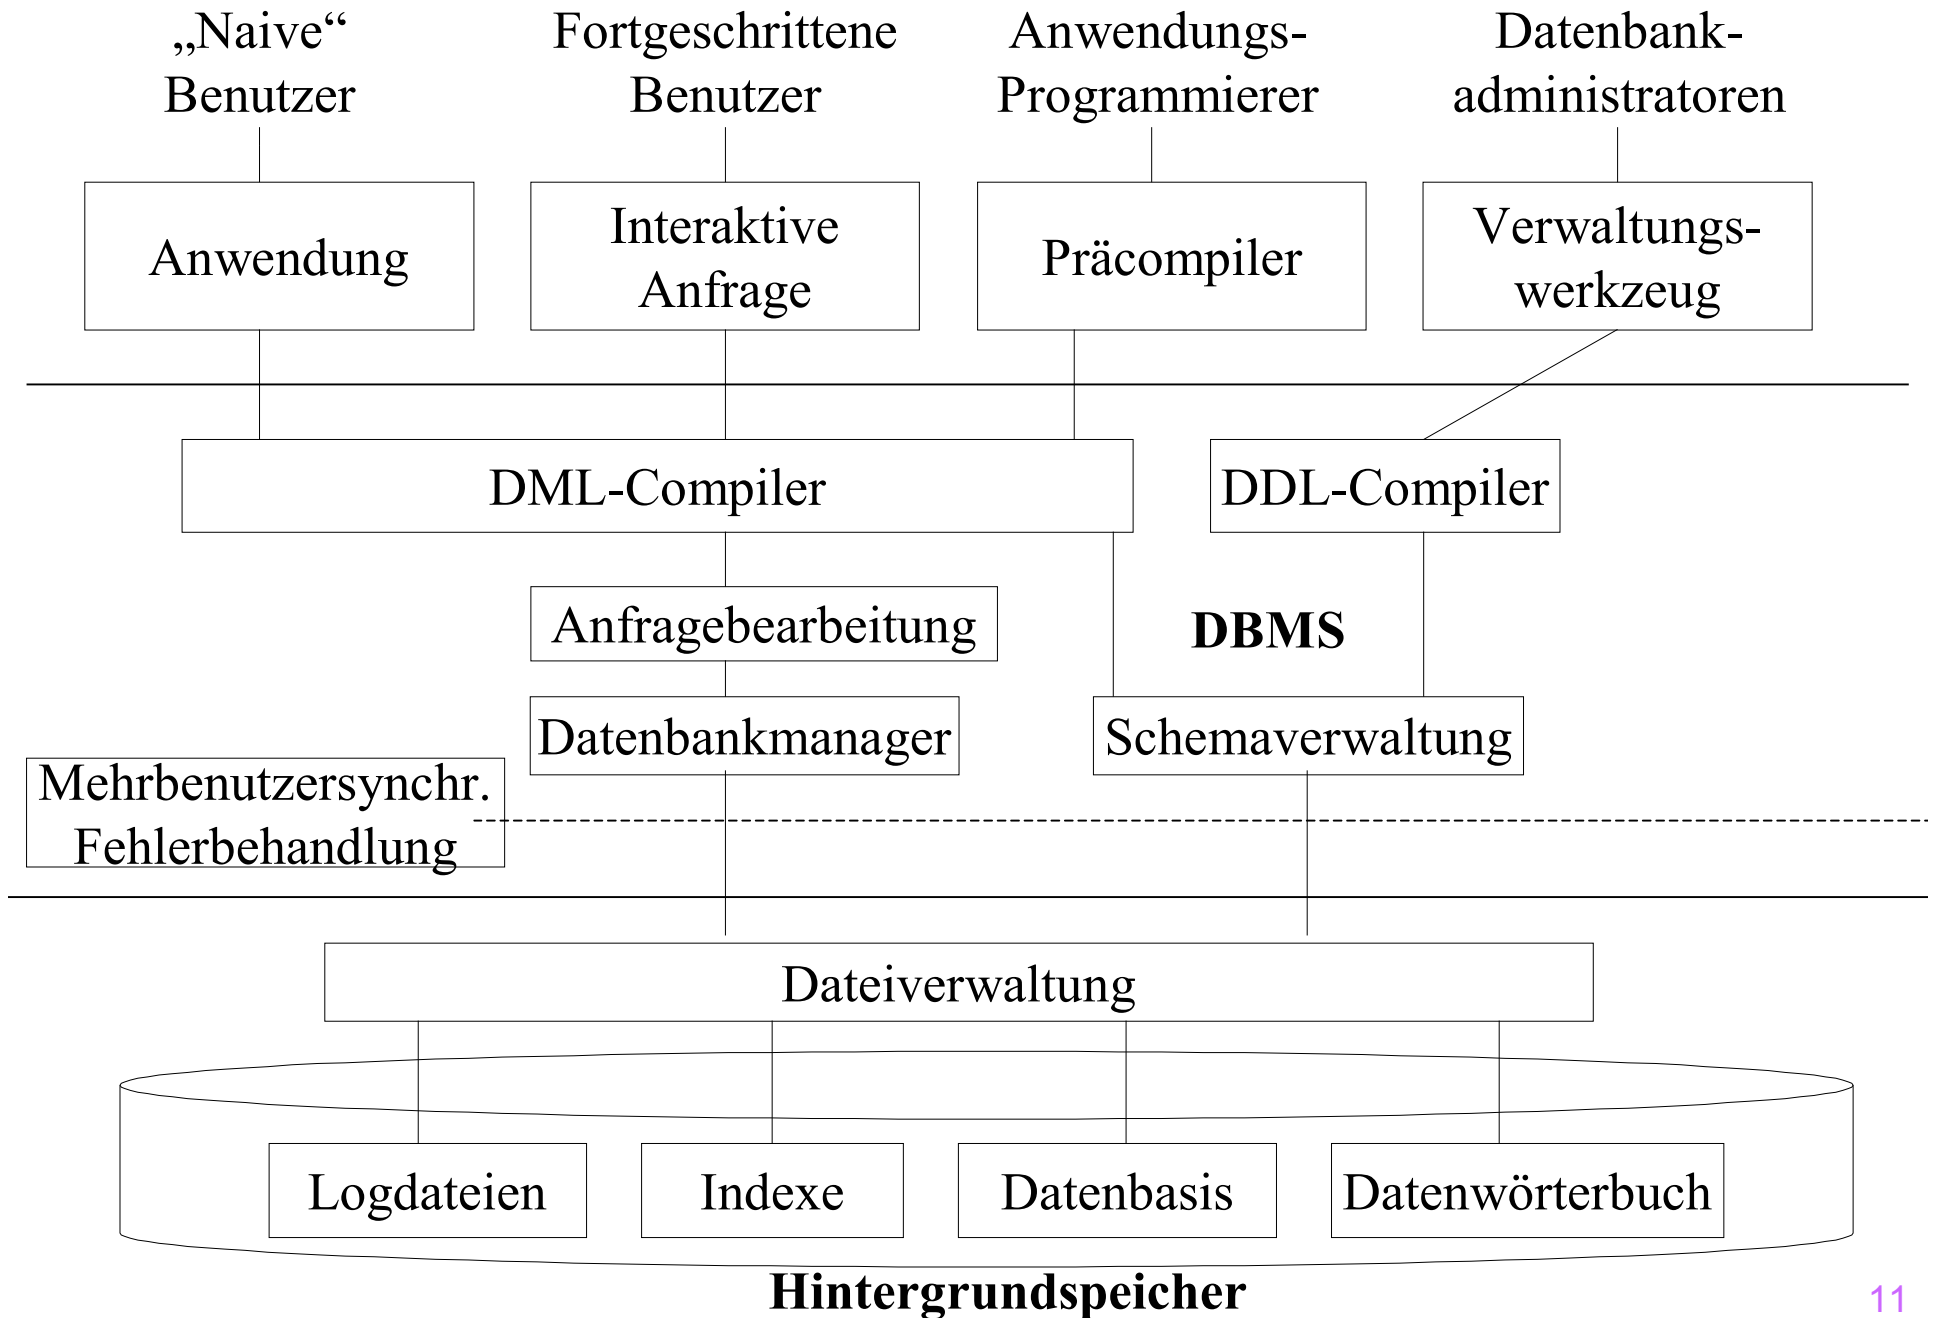 „Naive“
Benutzer
Fortgeschrittene
Benutzer
Anwendungs-
Programmierer
Datenbank-
administratoren
Anwendung
Interaktive
Anfrage
Präcompiler
Verwaltungs-
werkzeug
DML-Compiler
DDL-Compiler
Anfragebearbeitung
DBMS
Datenbankmanager
Schemaverwaltung
Mehrbenutzersynchr.
Fehlerbehandlung
Dateiverwaltung
Logdateien
Indexe
Datenbasis
Datenwörterbuch
Hintergrundspeicher
11